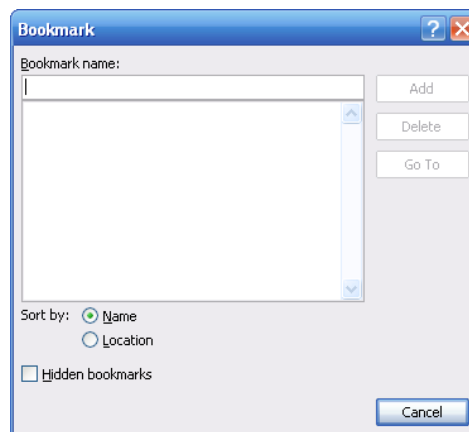 Bookmark
Bookmark name:
Add
Delete
Go To
Sort by: Name
Location
Hidden bookmarks
Cancel